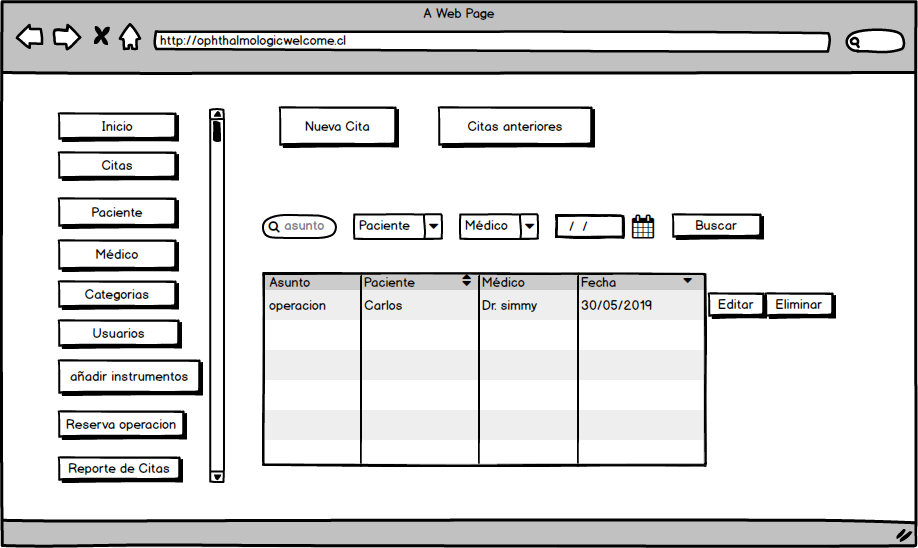 A Web Page
http://ophthalmologicwelcome.cl
Inicio
Citas
Paciente
Médico
Categorias
Usuarios
añadir instrumentos
Reserva operacion
Reporte de Citas
Nueva Cita
Citas anteriores
asunto
Paciente
Médico
/ /
Buscar
Asunto Paciente Médico Fecha
operacion Carlos Dr. simmy 30/05/2019
Editar
Eliminar